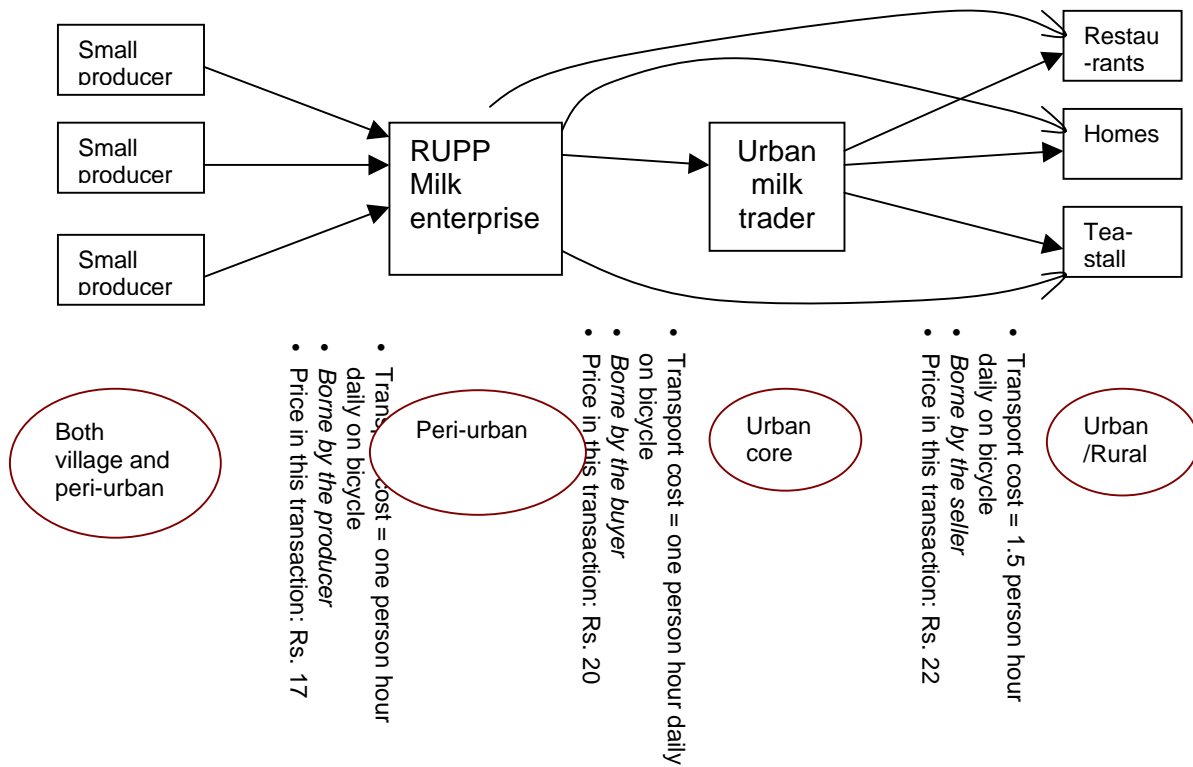 Small
producer
Small
producer
Small
producer
RUPP
Milk
enterprise
Urban
milk
trader
Restau
-rants
Homes
Tea-
stall
Both
village and
peri-urban
• Transp cost = one person hour
daily on bicycle
• Borne by the producer
• Price in this transaction: Rs. 17
Peri-urban
• Transport cost = one person hour daily
on bicycle
• Borne by the buyer
• Price in this transaction: Rs. 20
Urban
core
• Transport cost = 1.5 person hour
daily on bicycle
• Borne by the seller
• Price in this transaction: Rs. 22
Urban
/Rural